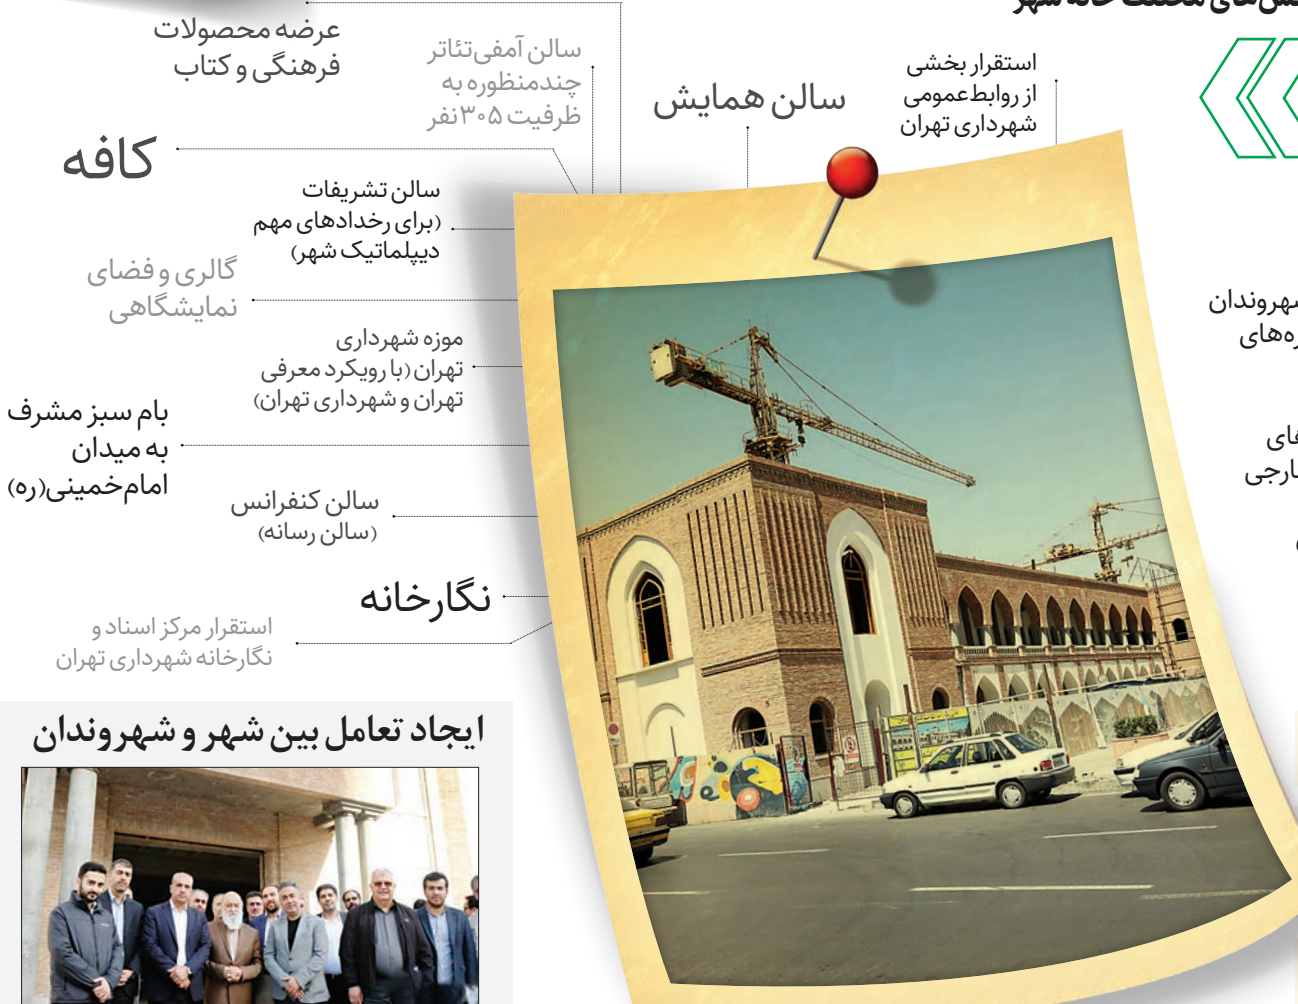 خانه شهر
استقرار بخشی
از روابط‌عمومی
شهرداری تهران
سالن همایش
سالن آمفی‌تئاتر
چندمنظوره به
ظرفیت ۳۰۵نفر
عرضه محصولات
فرهنگی و کتاب
کافه
سالن تشریفات
(برای رخدادهای مهم
دیپلماتیک شهر)
گالری و فضای
نمایشگاهی
موزه شهرداری
تهران (با رویکرد معرفی
تهران و شهرداری تهران)
بام سبز مشرف
به میدان
امام‌خمینی(ره)
سالن کنفرانس
(سالن رسانه)
نگارخانه
استقرار مرکز اسناد و
نگارخانه شهرداری تهران
ایجاد تعامل بین شهر و شهروندان